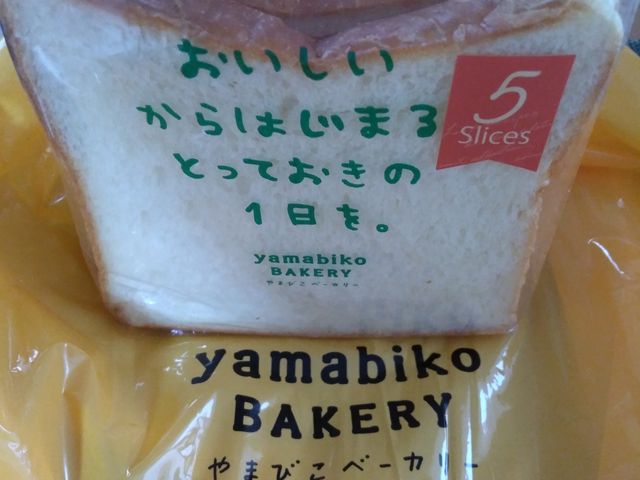 おいしい
からはじまる
とっておきの
1日を。
5
Slices
yamabiko
BAKERY
やまびこベーカリー
yamabiko
BAKERY
やまびこベーカリー